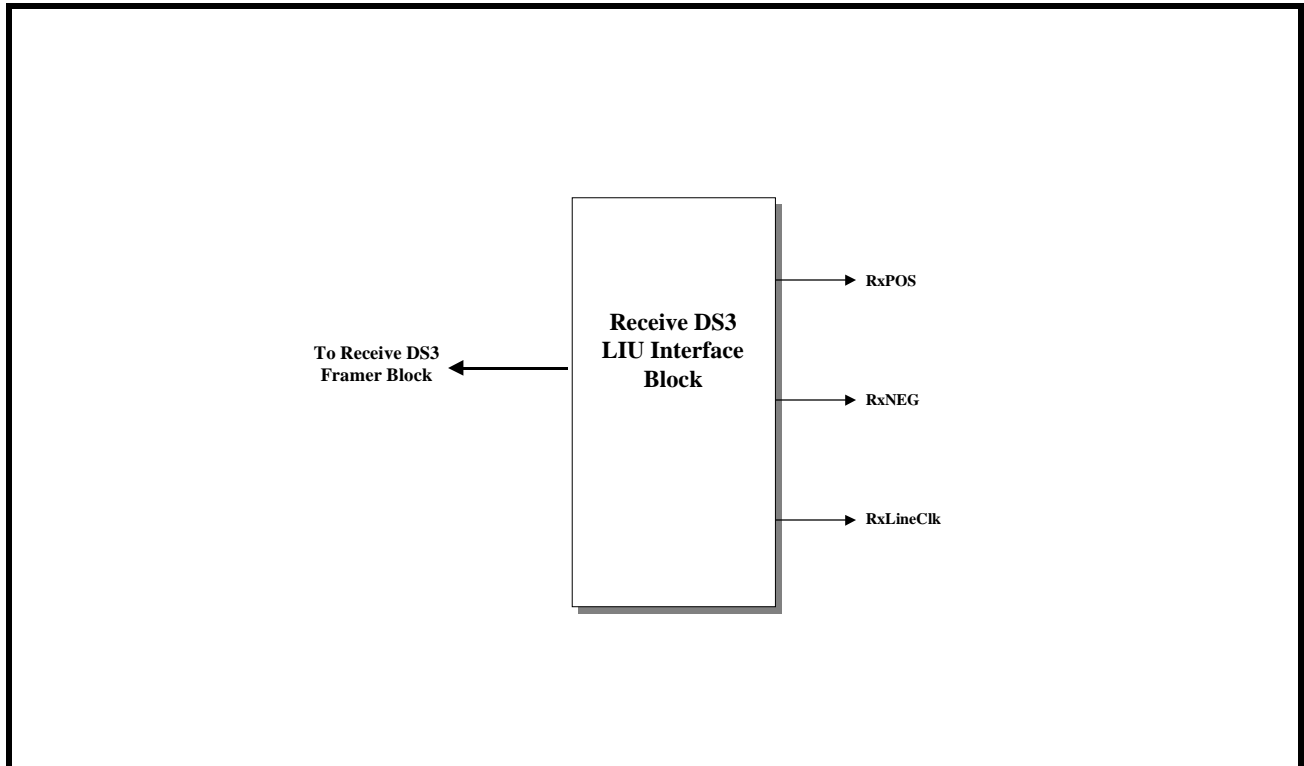 To Receive DS3
Framer Block
Receive DS3
LIU Interface
Block
RxPOS
RxNEG
RxLineClk